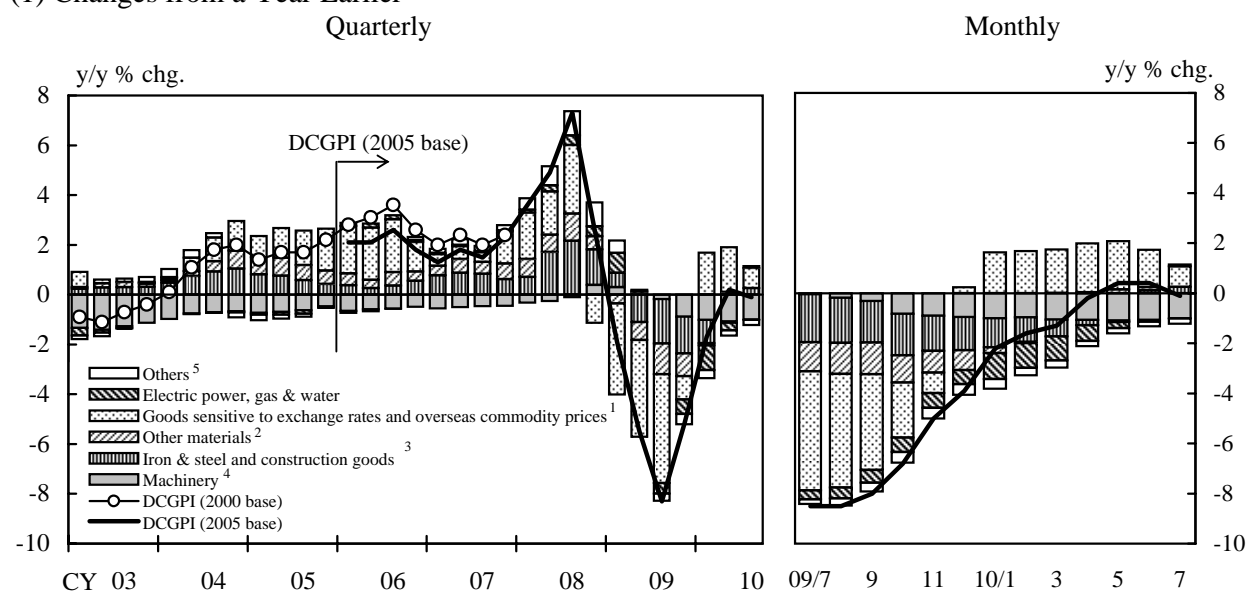 (1) Changes from a Year Earlier
Quarterly
Monthly
y/y % chg.
y/y % chg.
8
6
4
2
0
-2
-4
-6
-8
-10
DCGPI (2005 base)
Others 5
Electric power, gas & water
Goods sensitive to exchange rates and overseas commodity prices 1
Other materials 2
Iron & steel and construction goods 3
Machinery 4
DCGPI (2000 base)
DCGPI (2005 base)
CY 03 04 05 06 07 08 09 10
8
6
4
2
0
-2
-4
-6
-8
-10
09/7 9 11 10/1 3 5 7